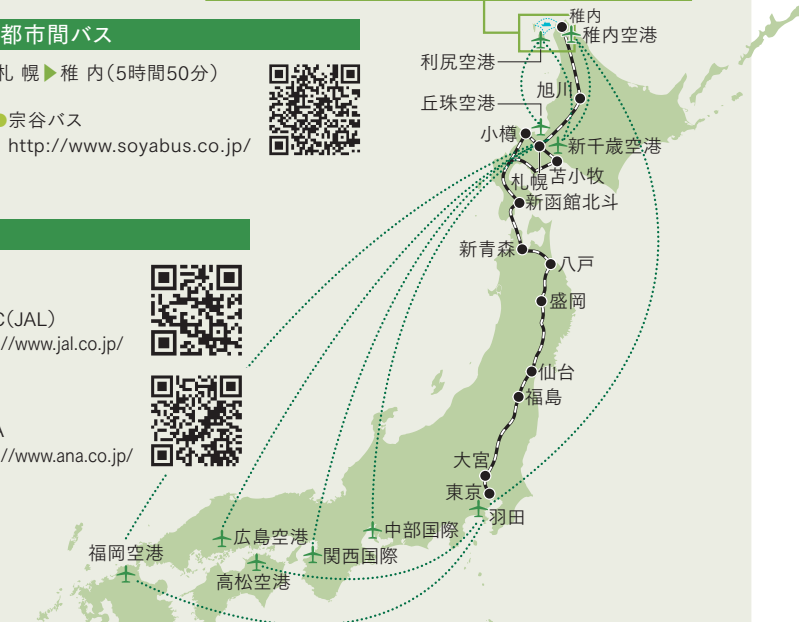 都市間バス
札 幌▶稚 内(5時間50分)
●宗谷バス
http://www.soyabus.co.jp/
C(JAL)
://www.jal.co.jp/
A
://www.ana.co.jp/
稚内
稚内空港
利尻空港
旭川
丘珠空港
小樽
新千歳空港
札幌
苫小牧
新函館北斗
新青森
八戸
盛岡
仙台
福島
大宮
東京
羽田
中部国際
広島空港
関西国際
福岡空港
高松空港